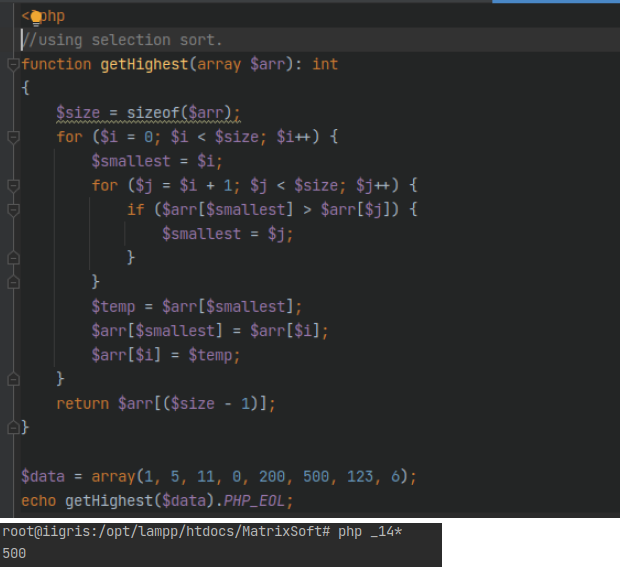 <?php
//using selection sort.
function getHighest(array $arr): int
{
    $size = sizeof($arr);
    for ($i = 0; $i < $size; $i++) {
        $smallest = $i;
        for ($j = $i + 1; $j < $size; $j++) {
            if ($arr[$smallest] > $arr[$j]) {
                $smallest = $j;
            }
        }
        $temp = $arr[$smallest];
        $arr[$smallest] = $arr[$i];
        $arr[$i] = $temp;
    }
    return $arr[($size - 1)];
}
$data = array(1, 5, 11, 0, 200, 500, 123, 6);
echo getHighest($data).PHP_EOL;
root@iigris:/opt/lampp/htdocs/MatrixSoft# php _14*
500